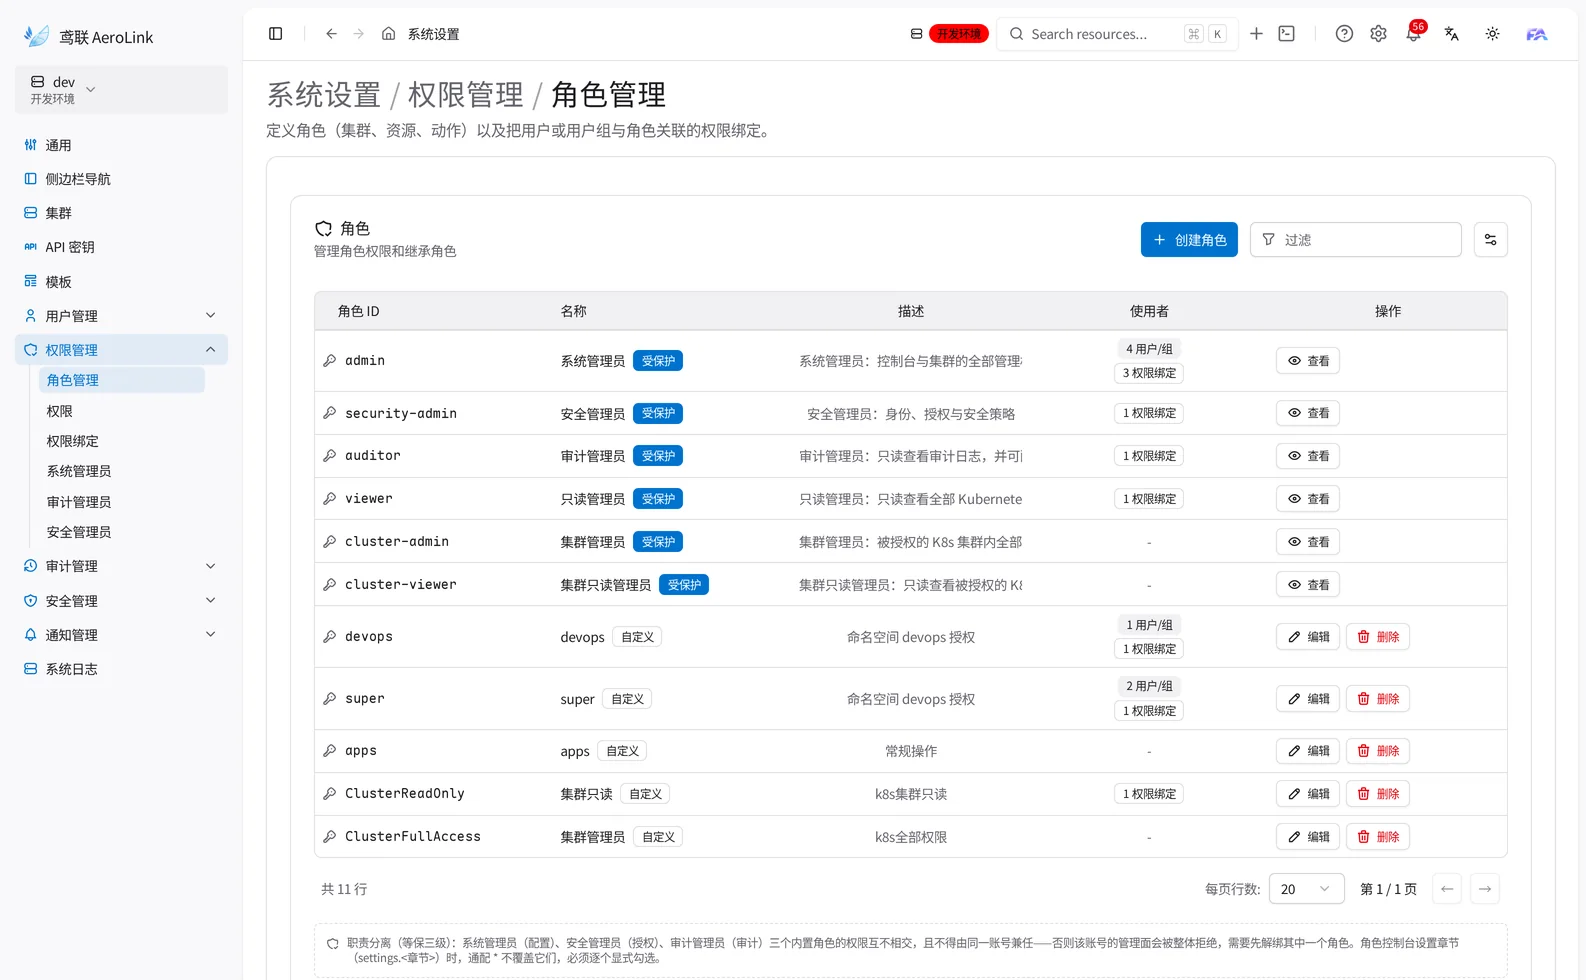 鸢联 AeroLink
dev
开发环境
系统设置
开发环境
Search resources...
⌘ K
56
通用
侧边栏导航
集群
API API 密钥
模板
用户管理
权限管理
角色管理
权限
权限绑定
系统管理员
审计管理员
安全管理员
审计管理
安全管理
通知管理
系统日志
系统设置 / 权限管理 / 角色管理
定义角色（集群、资源、动作）以及把用户或用户组与角色关联的权限绑定。
角色
管理角色权限和继承角色
创建角色
过滤
角色 ID 名称 描述 使用者 操作
admin 系统管理员 受保护 系统管理员：控制台与集群的全部管理 4 用户/组 3 权限绑定 查看
security-admin 安全管理员 受保护 安全管理员：身份、授权与安全策略 1 权限绑定 查看
auditor 审计管理员 受保护 审计管理员：只读查看审计日志，并可 1 权限绑定 查看
viewer 只读管理员 受保护 只读管理员：只读查看全部 Kubernete 1 权限绑定 查看
cluster-admin 集群管理员 受保护 集群管理员：被授权的 K8s 集群内全部 - 查看
cluster-viewer 集群只读管理员 受保护 集群只读管理员：只读查看被授权的 K8 - 查看
devops devops 自定义 命名空间 devops 授权 1 用户/组 1 权限绑定 编辑 删除
super super 自定义 命名空间 devops 授权 2 用户/组 1 权限绑定 编辑 删除
apps apps 自定义 常规操作 - 编辑 删除
ClusterReadOnly 集群只读 自定义 k8s集群只读 1 权限绑定 编辑 删除
ClusterFullAccess 集群管理员 自定义 k8s全部权限 - 编辑 删除
共 11 行
每页行数: 20 第 1 / 1 页
职责分离（等保三级）：系统管理员（配置）、安全管理员（授权）、审计管理员（审计）三个内置角色的权限互不相交，且不得由同一账号兼任——否则该账号的管理面会被整体拒绝，需要先解绑其中一个角色。角色控制台设置章节
（settings.<章节>）时，通配 * 不覆盖它们，必须逐个显式勾选。